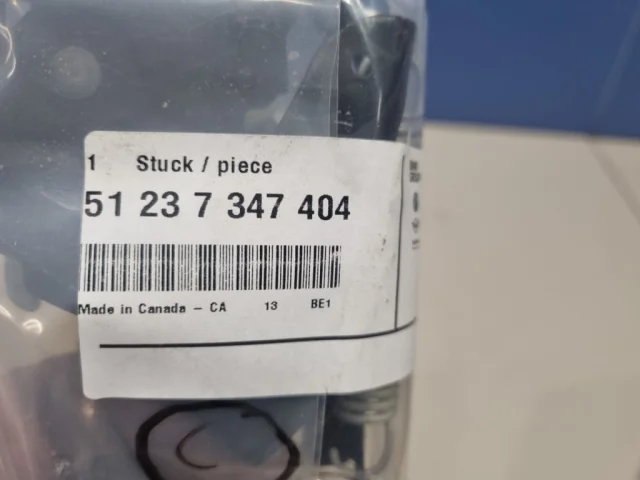 1 Stuck / piece
51 23 7 347 404
Made in Canada – CA 13 BE1
C